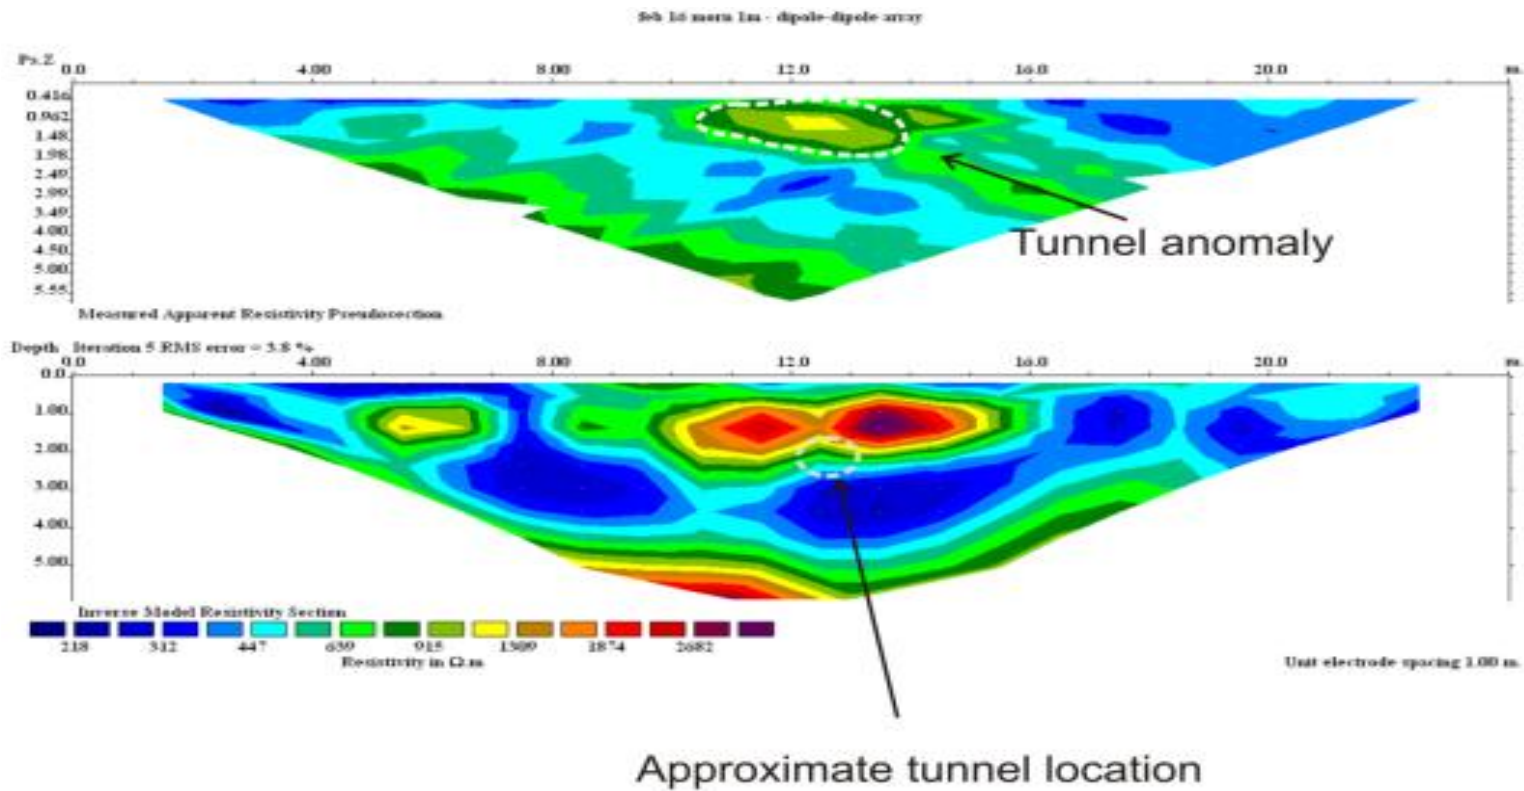 feb 16 morn 1m - dipole-dipole array
Ps.Z 0.0 4.00 8.00 12.0 16.0 20.0 m.
0.416
0.962
1.48
1.98
2.49
2.99
3.49
4.00
4.50
5.00
5.55
Tunnel anomaly
Measured Apparent Resistivity Pseudosection
Depth Iteration 5 RMS error = 3.8 %
0.0 4.00 8.00 12.0 16.0 20.0 m.
0.0
1.00
2.00
3.00
4.00
5.00
Inverse Model Resistivity Section
218 312 447 639 915 1309 1874 2682
Resistivity in Ω.m
Unit electrode spacing 1.00 m.
Approximate tunnel location